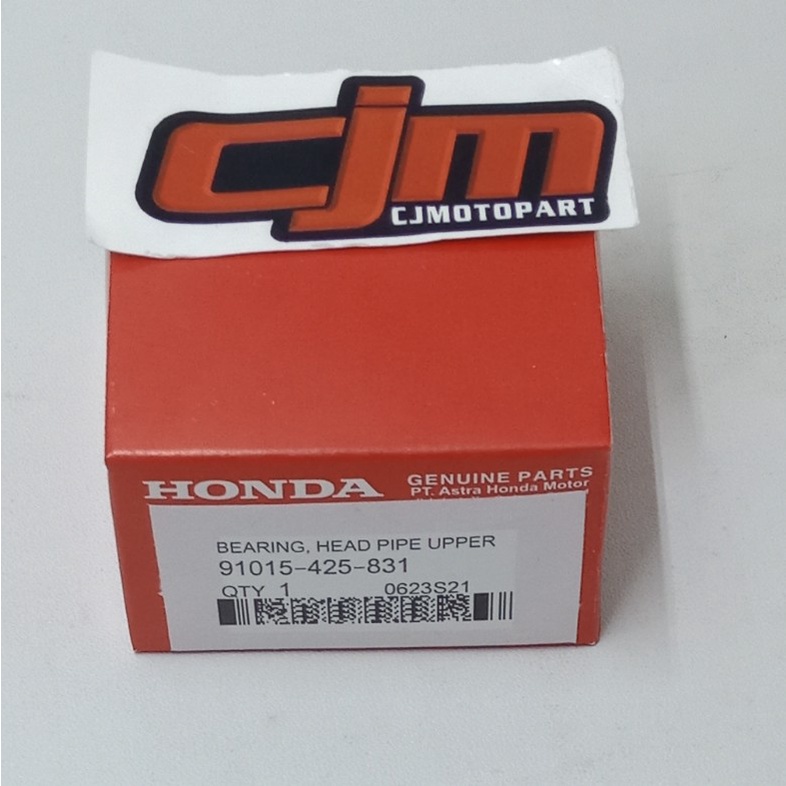 cjm
CJMOTOPART
HONDA
GENUINE PARTS
PT. Astra Honda Motor
BEARING, HEAD PIPE UPPER
91015-425-831
QTY 1 0623S21